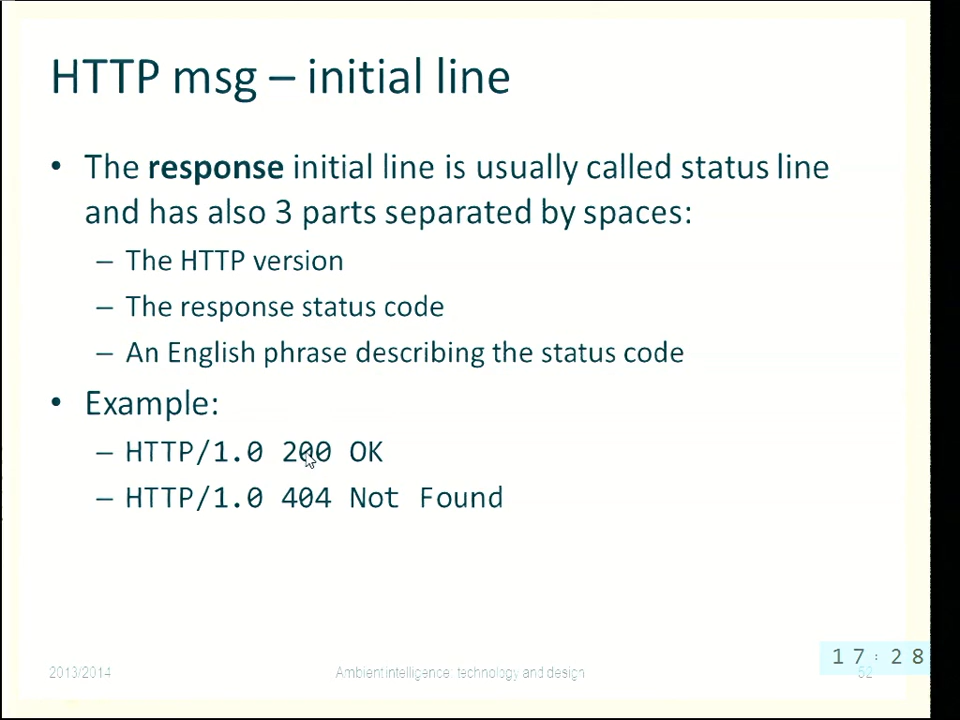 HTTP msg – initial line
• The response initial line is usually called status line
and has also 3 parts separated by spaces:
– The HTTP version
– The response status code
– An English phrase describing the status code
• Example:
– HTTP/1.0 200 OK
– HTTP/1.0 404 Not Found
2013/2014
Ambient intelligence: technology and design
17:28
52